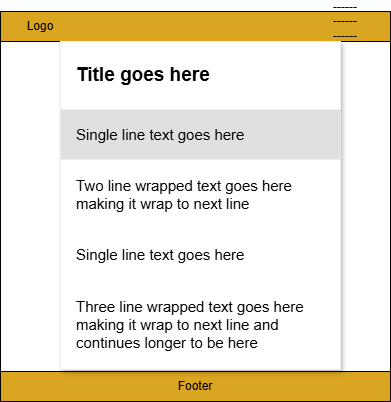 Logo
------
------
------
Title goes here
Single line text goes here
Two line wrapped text goes here
making it wrap to next line
Single line text goes here
Three line wrapped text goes here
making it wrap to next line and
continues longer to be here
Footer